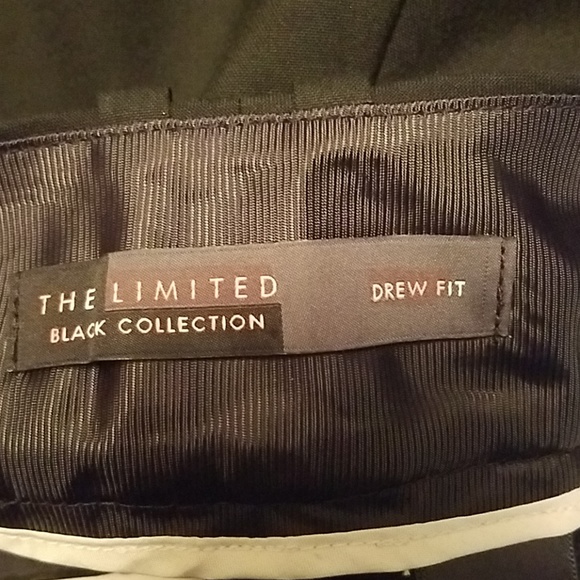 THE LIMITED
BLACK COLLECTION
DREW FIT